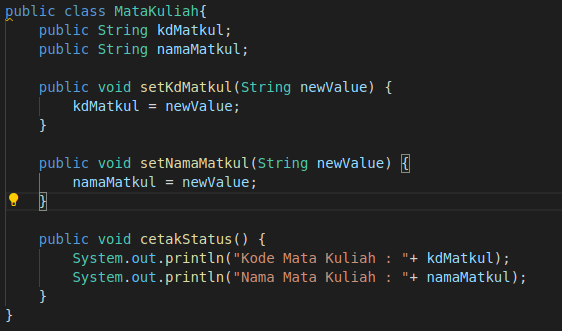 public class MataKuliah{
public String kdMatkul;
public String namaMatkul;
public void setKdMatkul(String newValue) {
kdMatkul = newValue;
}
public void setNamaMatkul(String newValue) {
namaMatkul = newValue;
}
public void cetakStatus() {
System.out.println("Kode Mata Kuliah : "+ kdMatkul);
System.out.println("Nama Mata Kuliah : "+ namaMatkul);
}
}